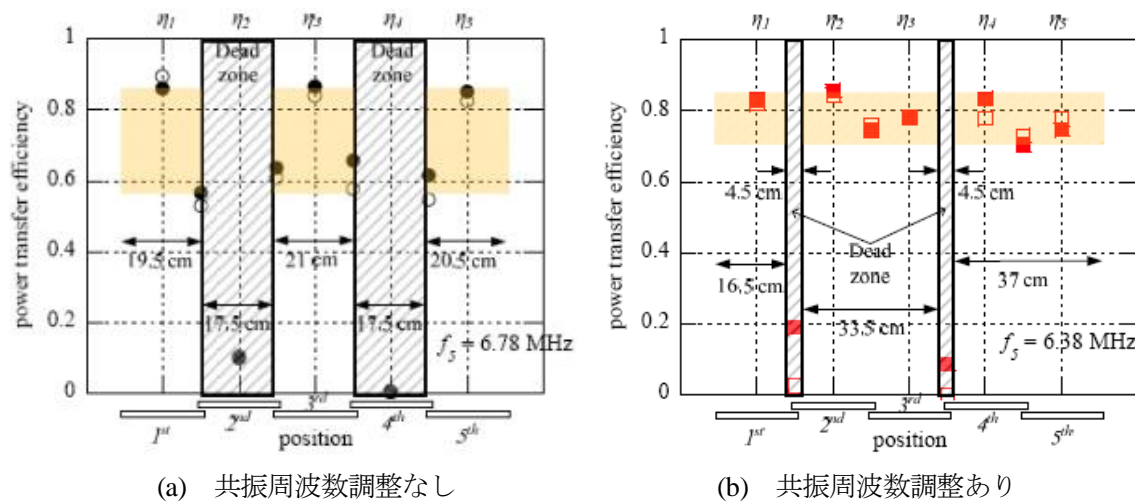 η1 η2 η3 η4 η5
1
0.8
0.6
0.4
0.2
0
power transfer efficiency
Dead zone
Dead zone
19.5 cm
21 cm
20.5 cm
17.5 cm
17.5 cm
f5 = 6.78 MHz
1st 2nd 3rd 4th 5th
position
(a) 共振周波数調整なし
η1 η2 η3 η4 η5
1
0.8
0.6
0.4
0.2
0
power transfer efficiency
4.5 cm
4.5 cm
Dead zone
16.5 cm
37 cm
33.5 cm
f5 = 6.38 MHz
1st 2nd 3rd 4th 5th
position
(b) 共振周波数調整あり